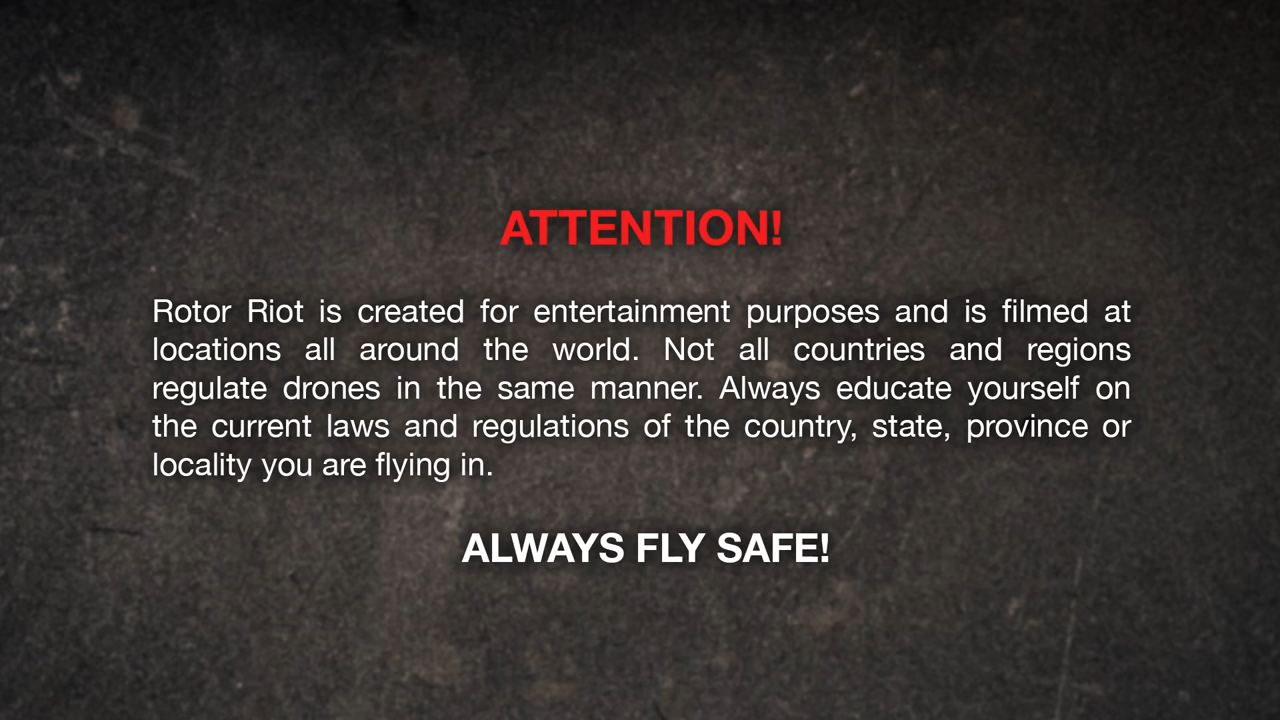 ATTENTION!
Rotor Riot is created for entertainment purposes and is filmed at
locations all around the world. Not all countries and regions
regulate drones in the same manner. Always educate yourself on
the current laws and regulations of the country, state, province or
locality you are flying in.
ALWAYS FLY SAFE!